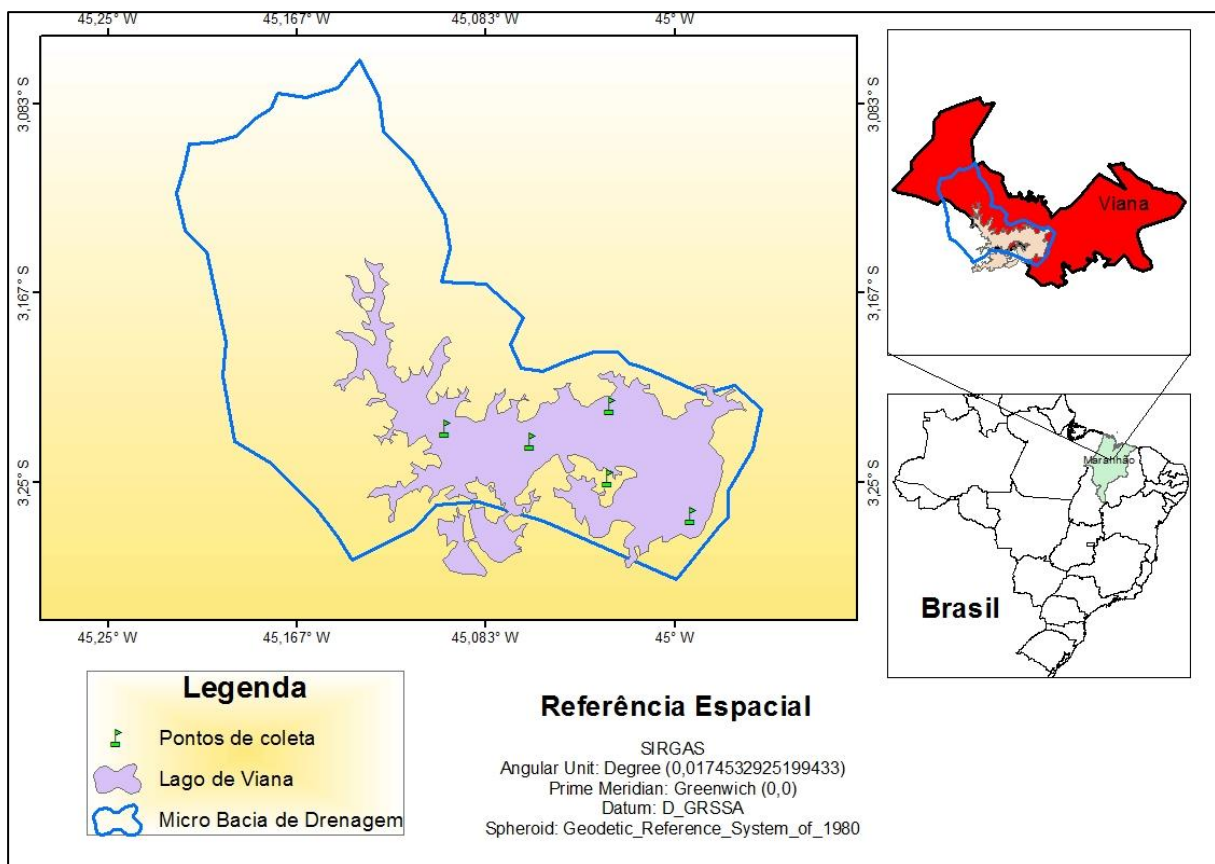 45,25° W 45,167° W 45,083° W 45° W
3,083° S 3,083° S
3,167° S 3,167° S
3,25° S 3,25° S
45,25° W 45,167° W 45,083° W 45° W
Viana
Maranhão
Brasil
Legenda
Pontos de coleta
Lago de Viana
Micro Bacia de Drenagem
Referência Espacial
SIRGAS
Angular Unit: Degree (0,0174532925199433)
Prime Meridian: Greenwich (0,0)
Datum: D_GRSSA
Spheroid: Geodetic_Reference_System_of_1980